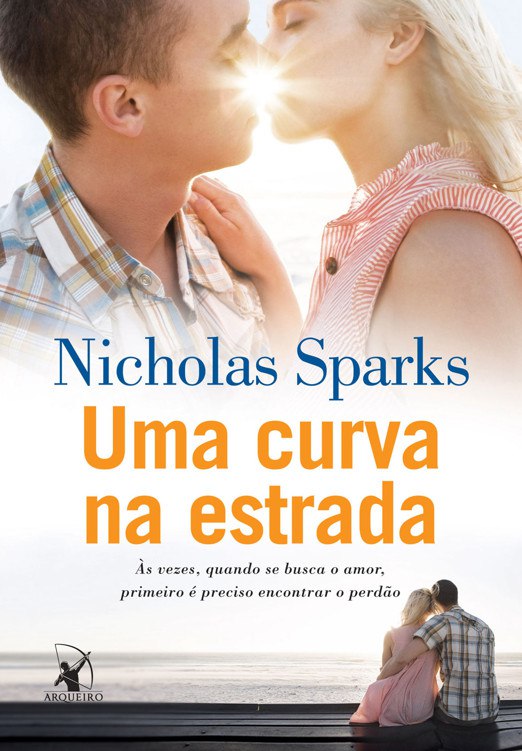 Nicholas Sparks
Uma curva
na estrada
Às vezes, quando se busca o amor,
primeiro é preciso encontrar o perdão
ARQUEIRO